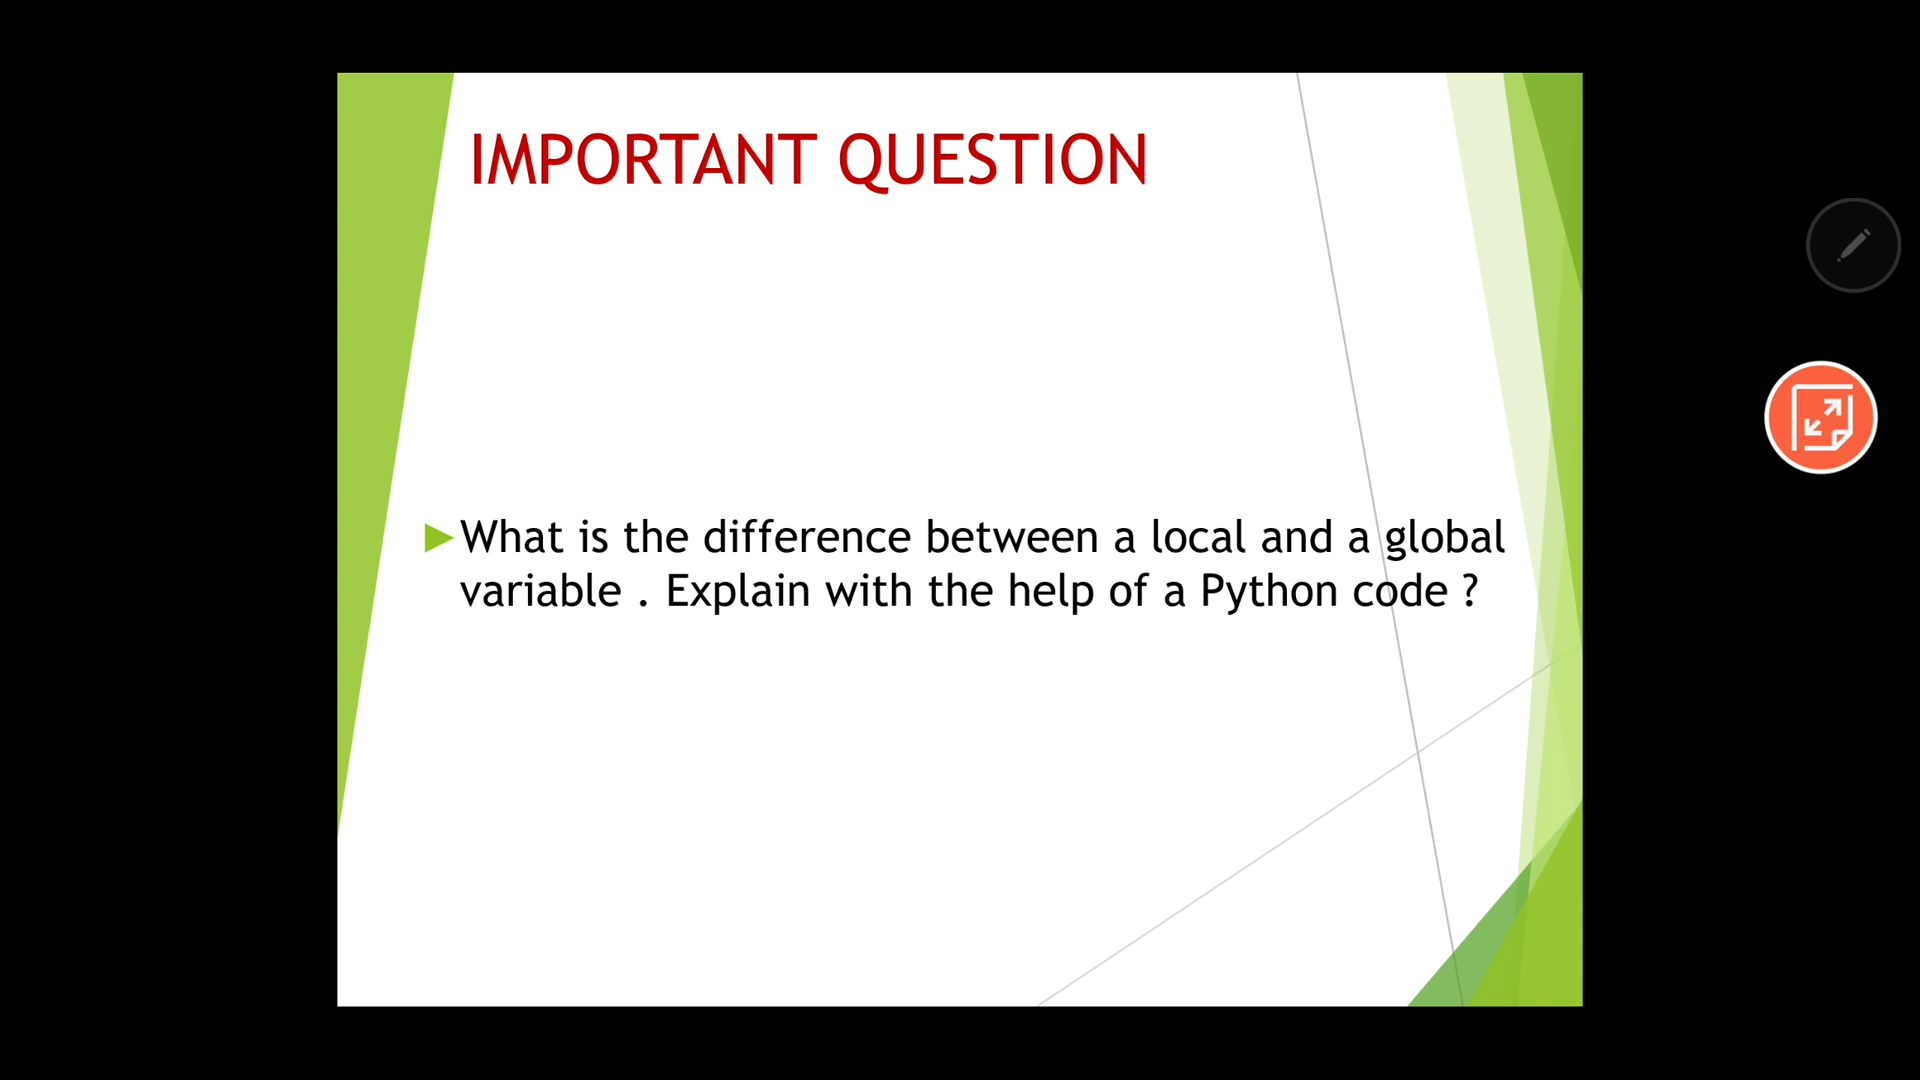 IMPORTANT QUESTION
What is the difference between a local and a global
variable . Explain with the help of a Python code ?